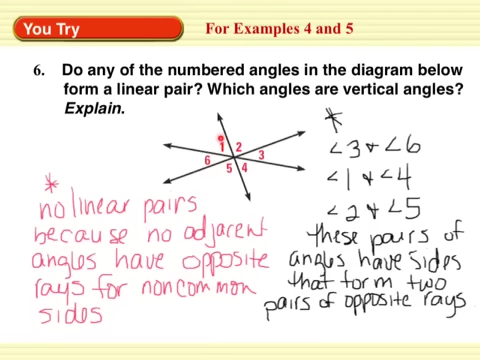 You Try
For Examples 4 and 5
6. Do any of the numbered angles in the diagram below
form a linear pair? Which angles are vertical angles?
Explain.
1 2
6 3
5 4
*
∠3 + ∠6
∠1 + ∠4
∠2 + ∠5
these pairs of
angles have sides
that form two
pairs of opposite rays
*
no linear pairs
because no adjacent
angles have opposite
rays for noncommon
sides